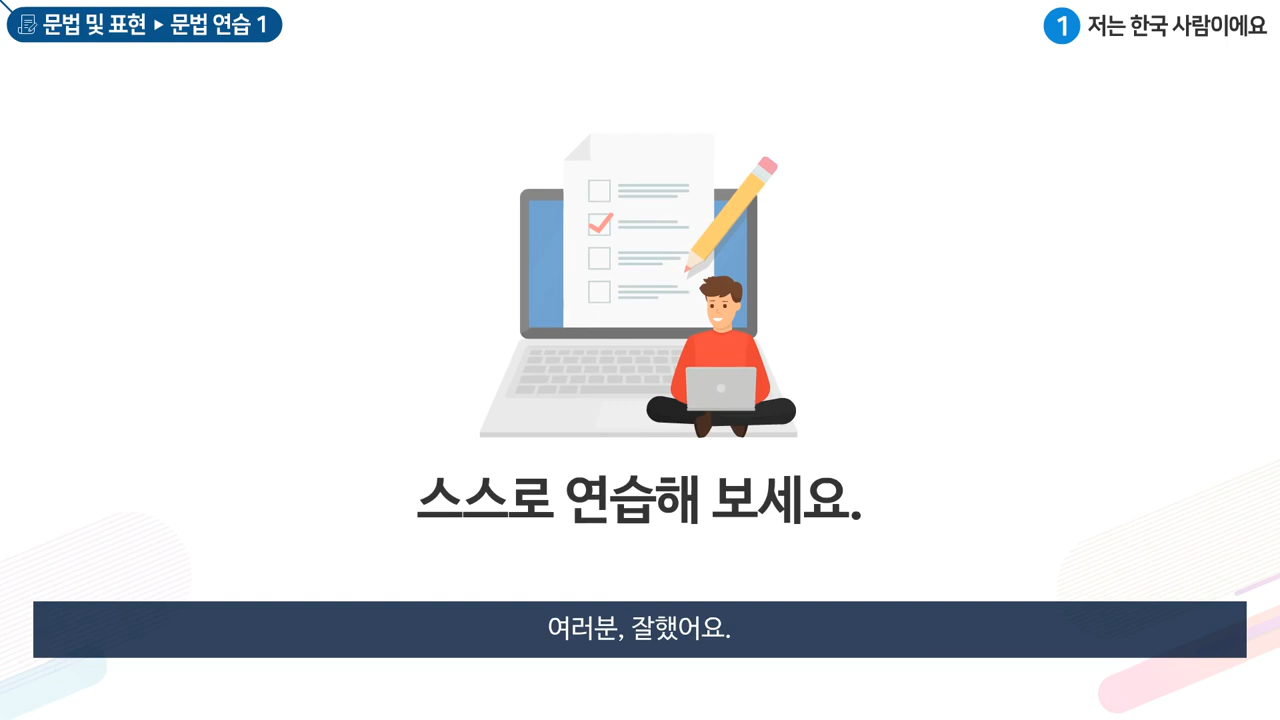 문법 및 표현 ▶ 문법 연습 1
1 저는 한국 사람이에요
스스로 연습해 보세요.
여러분, 잘했어요.